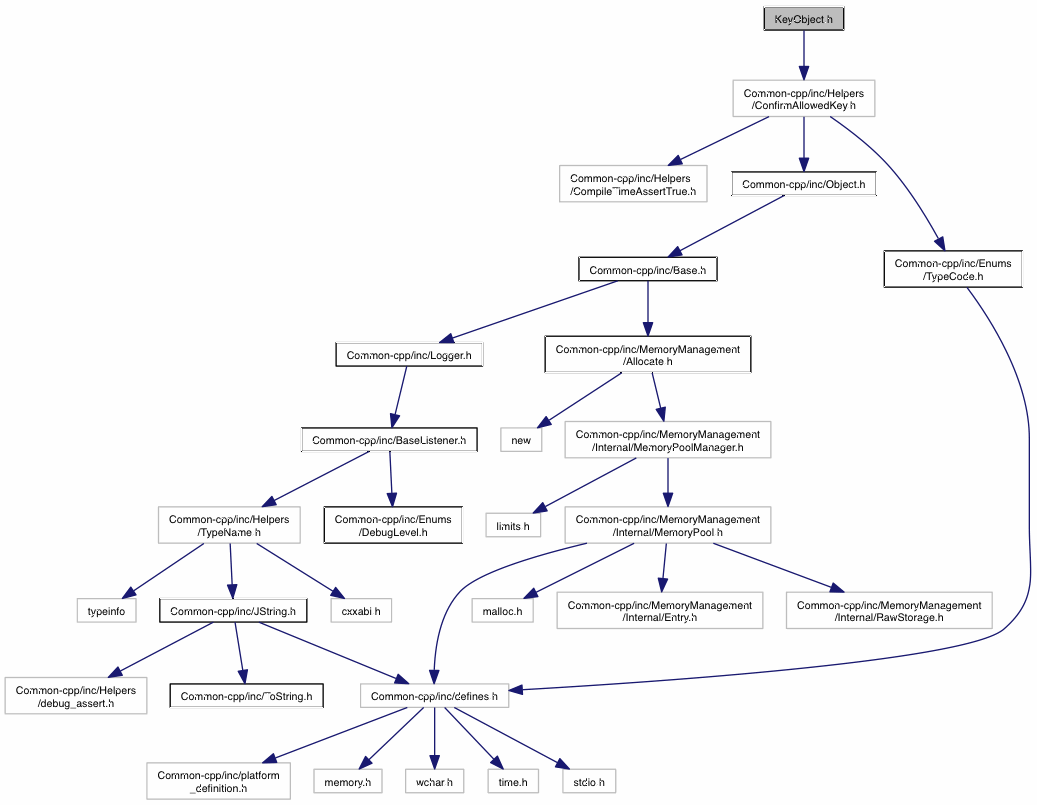 KeyObject.h
Common-cpp/inc/Helpers
/ConfirmAllowedKey.h
Common-cpp/inc/Helpers
/CompileTimeAssertTrue.h
Common-cpp/inc/Object.h
Common-cpp/inc/Base.h
Common-cpp/inc/Enums
/TypeCode.h
Common-cpp/inc/Logger.h
Common-cpp/inc/MemoryManagement
/Allocate.h
Common-cpp/inc/BaseListener.h
new
Common-cpp/inc/MemoryManagement
/Internal/MemoryPoolManager.h
Common-cpp/inc/Helpers
/TypeName.h
Common-cpp/inc/Enums
/DebugLevel.h
limits.h
Common-cpp/inc/MemoryManagement
/Internal/MemoryPool.h
typeinfo
Common-cpp/inc/JString.h
cxxabi.h
malloc.h
Common-cpp/inc/MemoryManagement
/Internal/Entry.h
Common-cpp/inc/MemoryManagement
/Internal/RawStorage.h
Common-cpp/inc/Helpers
/debug_assert.h
Common-cpp/inc/ToString.h
Common-cpp/inc/defines.h
Common-cpp/inc/platform
_definition.h
memory.h
wchar.h
time.h
stdio.h